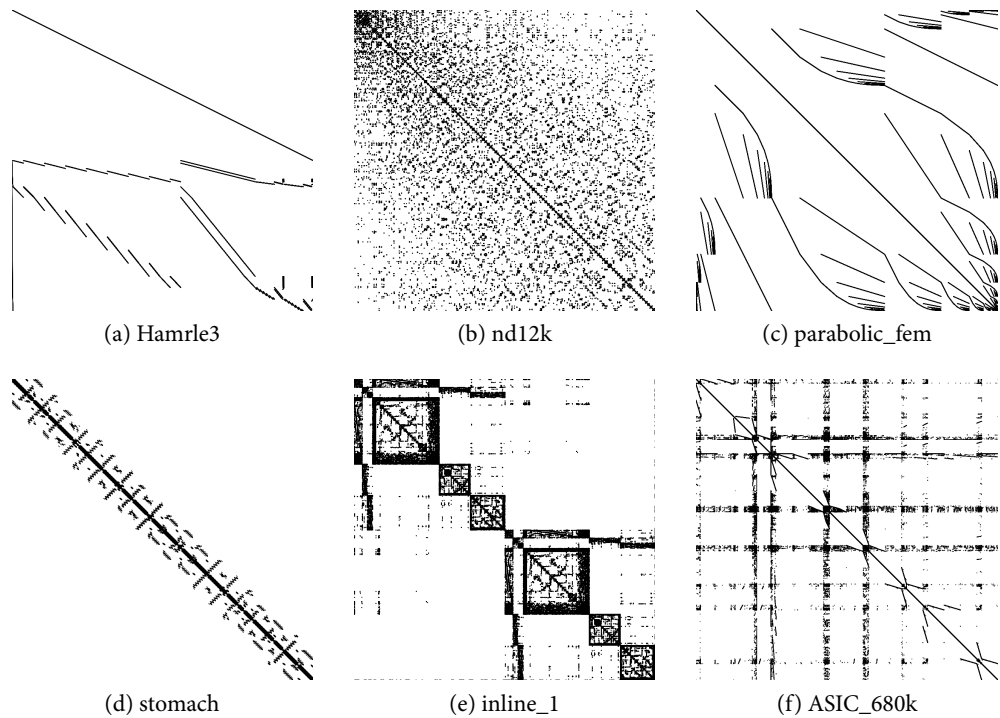 (a) Hamrle3
(b) nd12k
(c) parabolic_fem
(d) stomach
(e) inline_1
(f) ASIC_680k